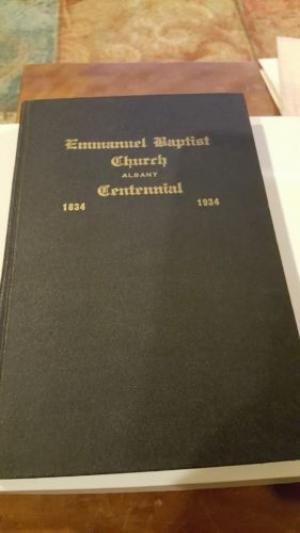 Emmanuel Baptist
Church
ALBANY
Centennial
1834 1934